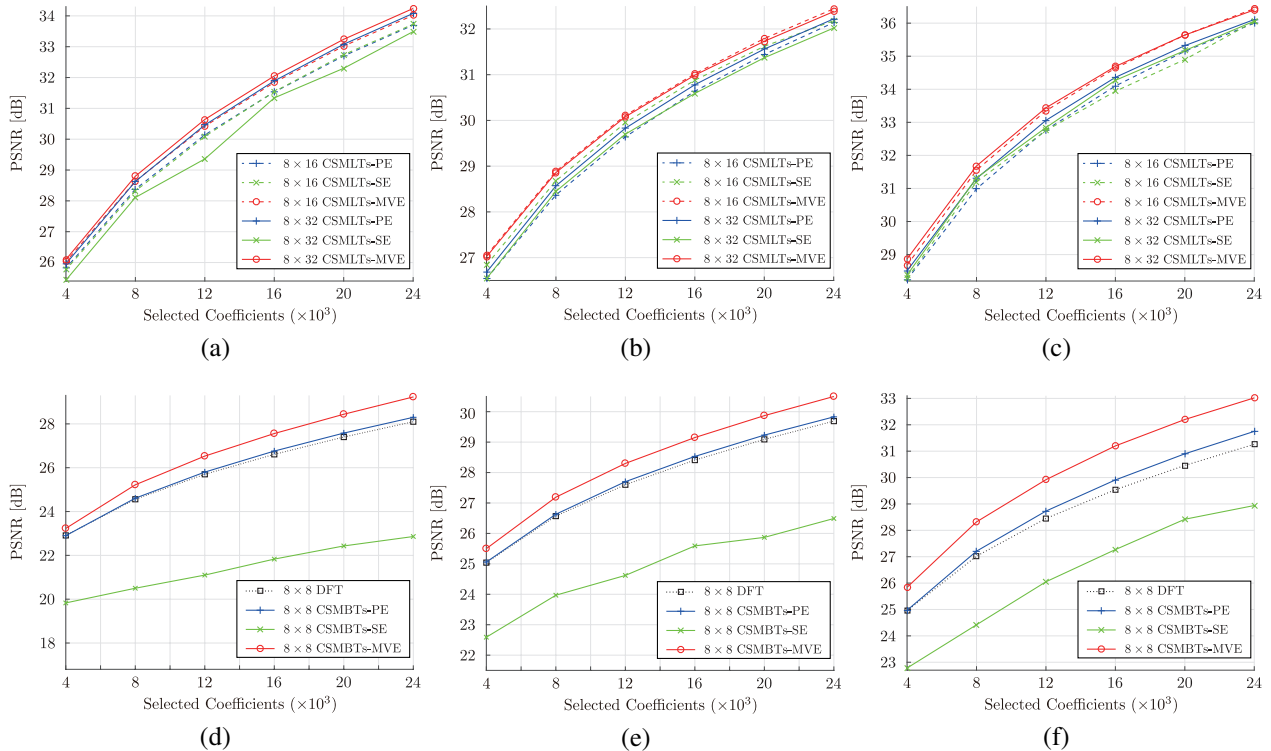 34
33
32
31
30
29
28
27
26
PSNR [dB]
8 × 16 CSMLTs-PE
8 × 16 CSMLTs-SE
8 × 16 CSMLTs-MVE
8 × 32 CSMLTs-PE
8 × 32 CSMLTs-SE
8 × 32 CSMLTs-MVE
4 8 12 16 20 24
Selected Coefficients (×10³)
(a)
32
31
30
29
28
27
PSNR [dB]
8 × 16 CSMLTs-PE
8 × 16 CSMLTs-SE
8 × 16 CSMLTs-MVE
8 × 32 CSMLTs-PE
8 × 32 CSMLTs-SE
8 × 32 CSMLTs-MVE
4 8 12 16 20 24
Selected Coefficients (×10³)
(b)
36
35
34
33
32
31
30
29
PSNR [dB]
8 × 16 CSMLTs-PE
8 × 16 CSMLTs-SE
8 × 16 CSMLTs-MVE
8 × 32 CSMLTs-PE
8 × 32 CSMLTs-SE
8 × 32 CSMLTs-MVE
4 8 12 16 20 24
Selected Coefficients (×10³)
(c)
28
26
24
22
20
18
PSNR [dB]
8 × 8 DFT
8 × 8 CSMBTs-PE
8 × 8 CSMBTs-SE
8 × 8 CSMBTs-MVE
4 8 12 16 20 24
Selected Coefficients (×10³)
(d)
30
29
28
27
26
25
24
23
22
PSNR [dB]
8 × 8 DFT
8 × 8 CSMBTs-PE
8 × 8 CSMBTs-SE
8 × 8 CSMBTs-MVE
4 8 12 16 20 24
Selected Coefficients (×10³)
(e)
33
32
31
30
29
28
27
26
25
24
23
PSNR [dB]
8 × 8 DFT
8 × 8 CSMBTs-PE
8 × 8 CSMBTs-SE
8 × 8 CSMBTs-MVE
4 8 12 16 20 24
Selected Coefficients (×10³)
(f)